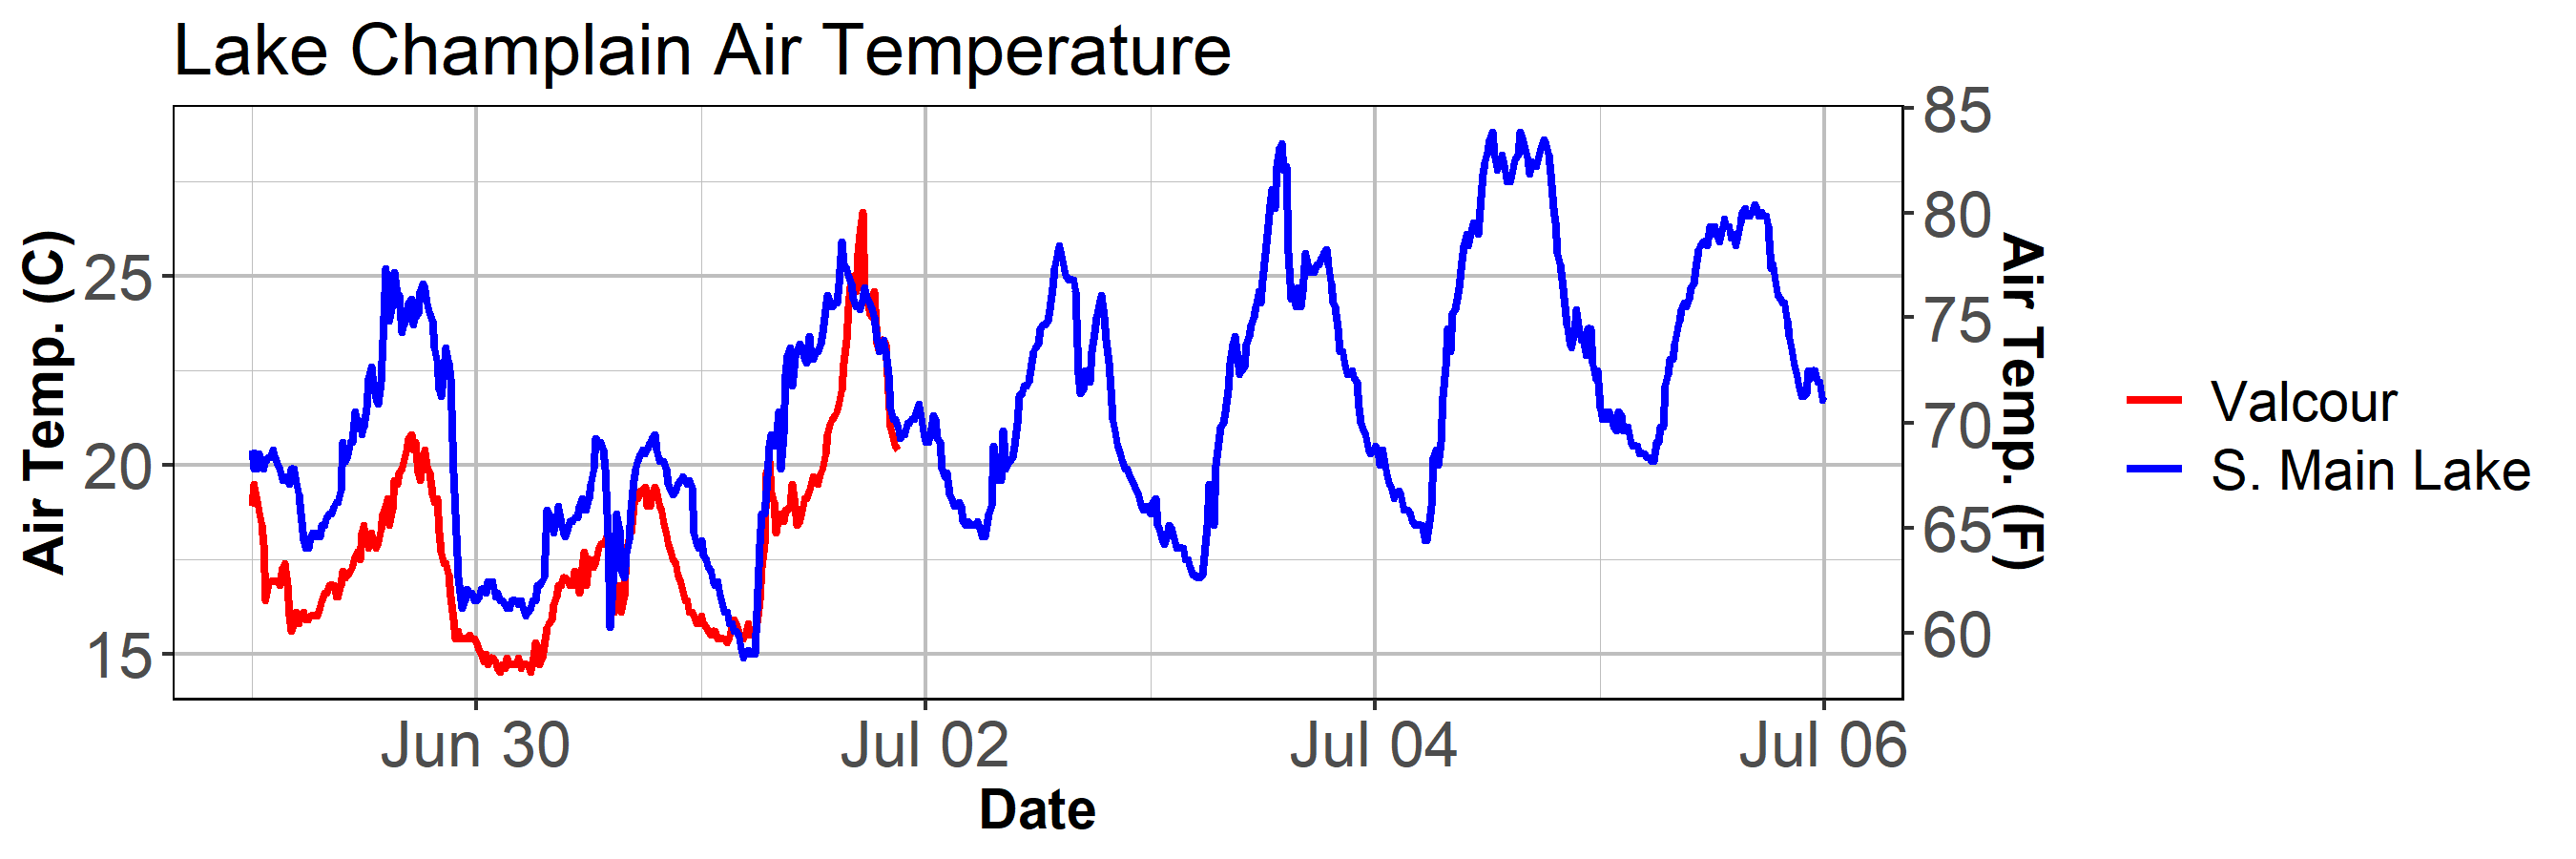 Lake Champlain Air Temperature
Air Temp. (C)
25
20
15
85
80
75
70
65
60
Air Temp. (F)
Jun 30
Jul 02
Jul 04
Jul 06
Date
Valcour
S. Main Lake